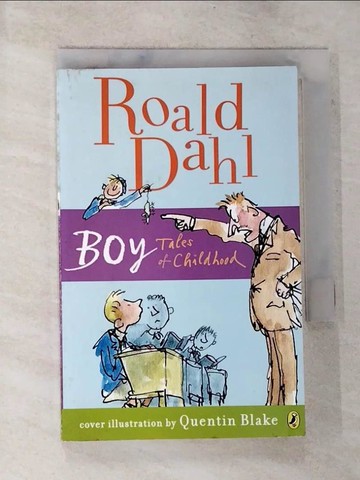 Roald
Dahl
BOY Tales
of Childhood
cover illustration by Quentin Blake